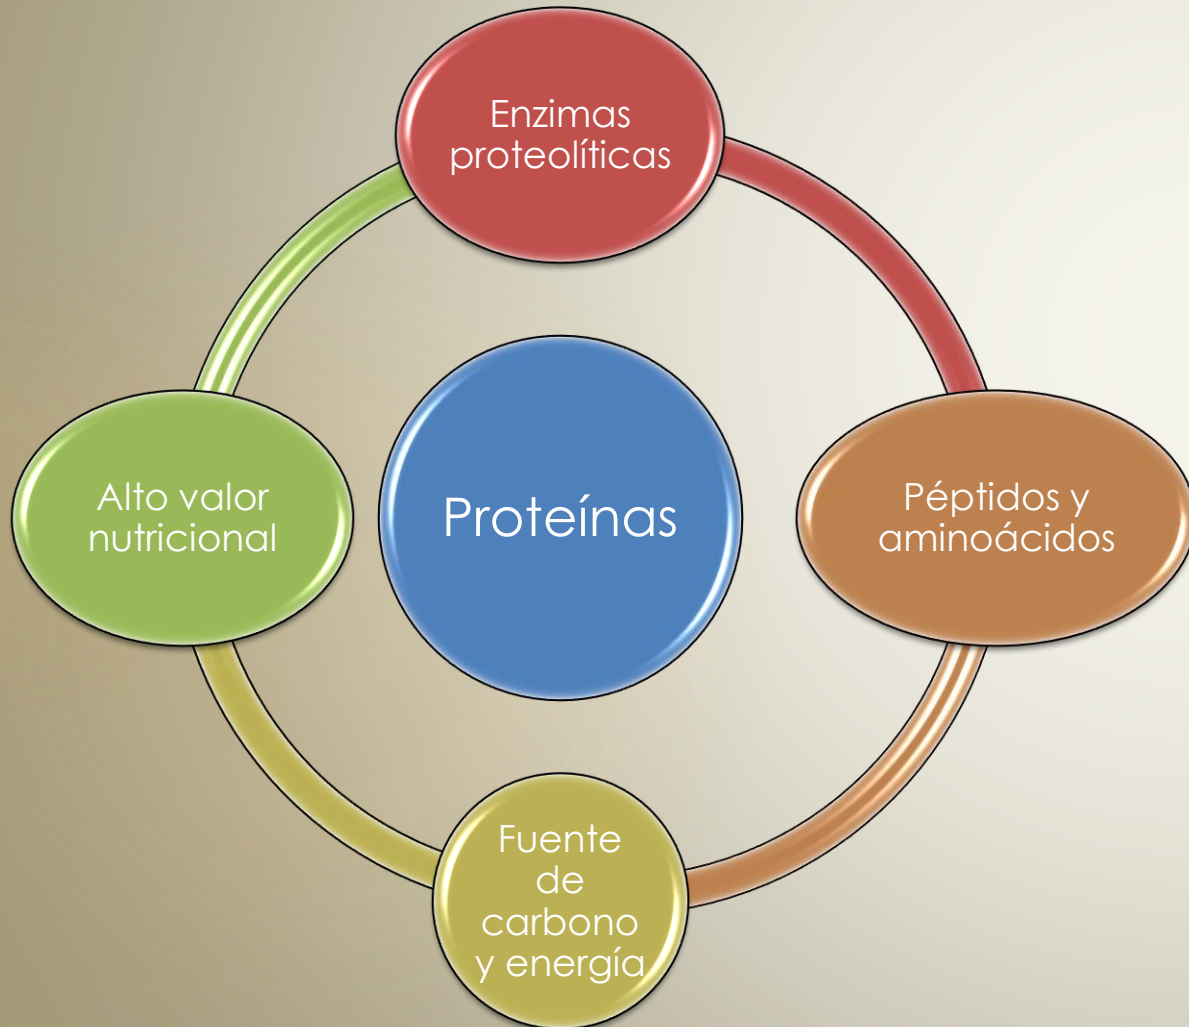 Enzimas
proteolíticas
Péptidos y
aminoácidos
Fuente
de
carbono
y energía
Alto valor
nutricional
Proteínas